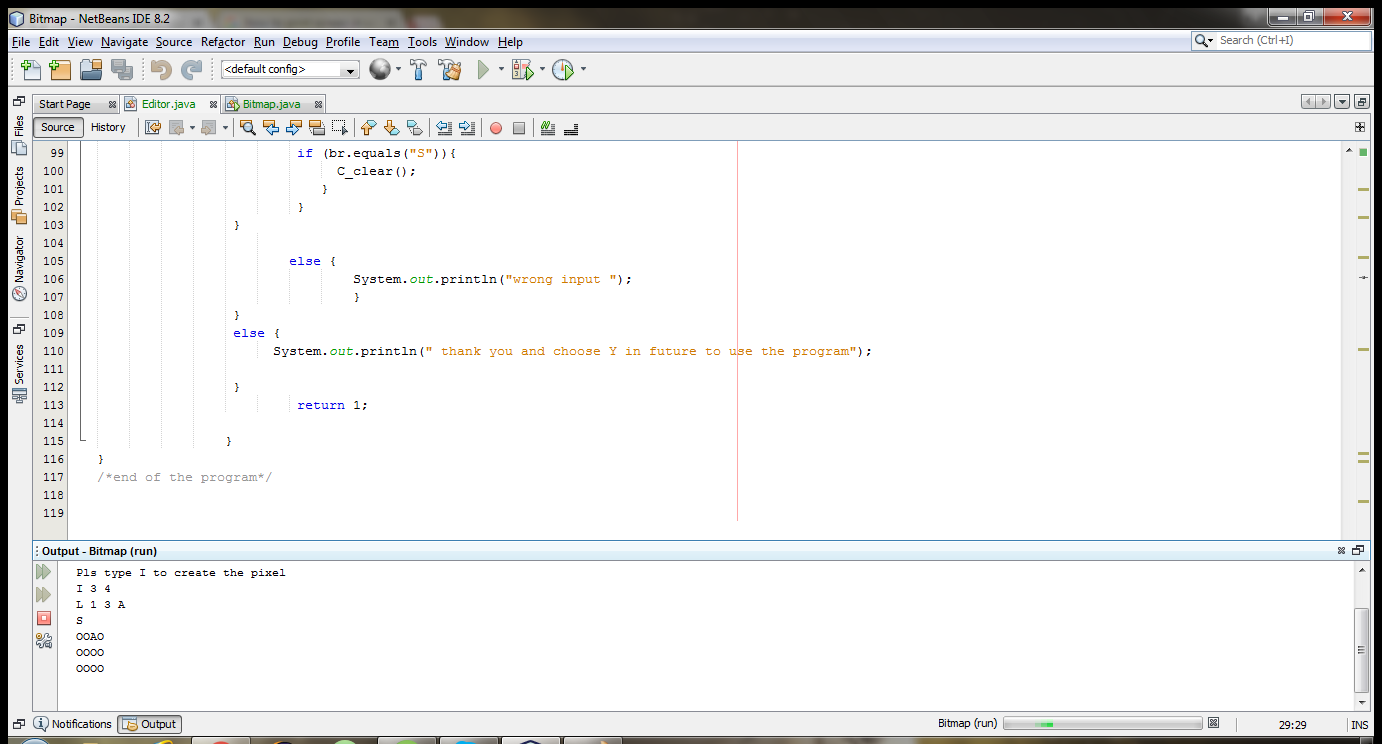 Bitmap - NetBeans IDE 8.2
File Edit View Navigate Source Refactor Run Debug Profile Team Tools Window Help
Search (Ctrl+I)
<default config>
Start Page Editor.java Bitmap.java
Source History
Files
Projects
Navigator
Services
99 if (br.equals("S")){
100 C_clear();
101 }
102 }
103 }
104
105 else {
106 System.out.println("wrong input ");
107 }
108 }
109 else {
110 System.out.println(" thank you and choose Y in future to use the program");
111
112 }
113 return 1;
114
115 }
116 }
117 /*end of the program*/
118
119
Output - Bitmap (run)
Pls type I to create the pixel
I 3 4
L 1 3 A
S
OOAO
OOOO
OOOO
Notifications Output
Bitmap (run)
29:29
INS